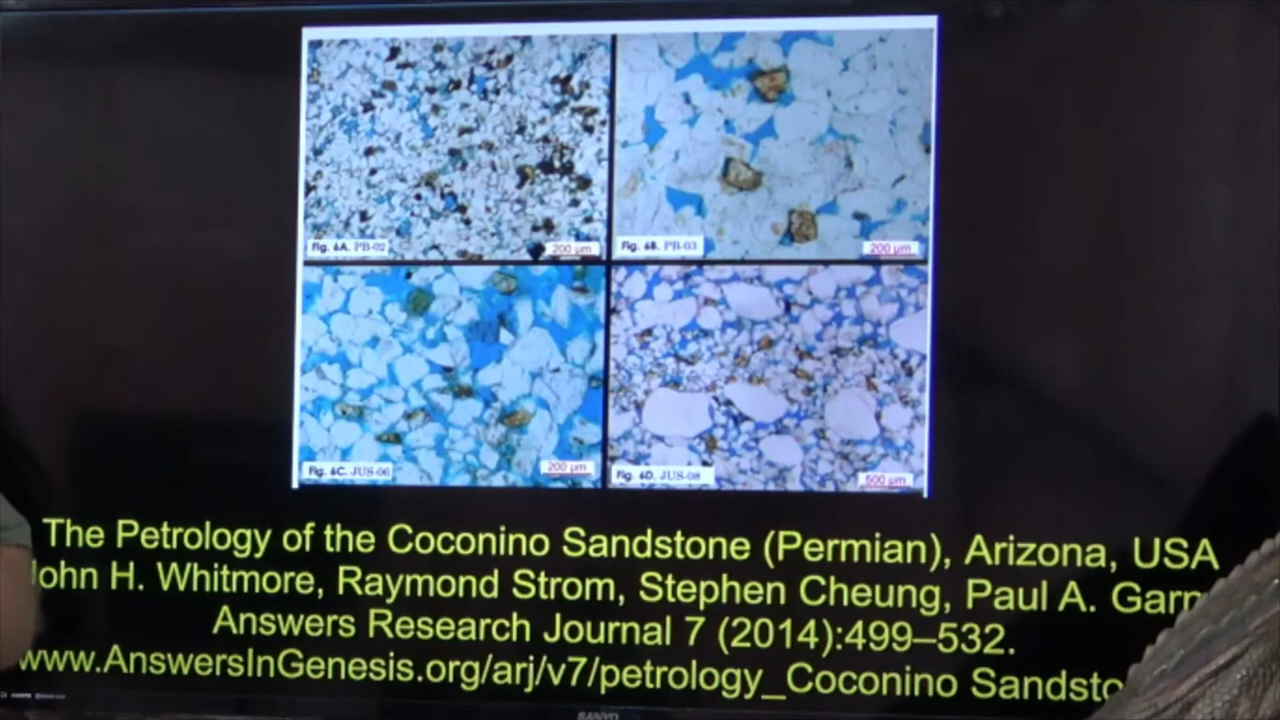 Fig. 6A. PB-02
200 µm
Fig. 6B. PB-03
200 µm
Fig. 6C. JUS-06
200 µm
Fig. 6D. JUS-08
500 µm
The Petrology of the Coconino Sandstone (Permian), Arizona, USA
John H. Whitmore, Raymond Strom, Stephen Cheung, Paul A. Garn
Answers Research Journal 7 (2014):499–532.
www.AnswersInGenesis.org/arj/v7/petrology_Coconino Sandsto
SANYO